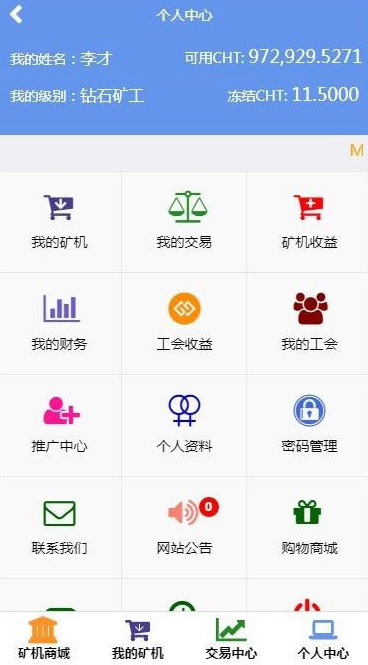 个人中心
我的姓名：李才 可用CHT: 972,929.5271
我的级别：钻石矿工 冻结CHT: 11.5000
M
我的矿机 我的交易 矿机收益
我的财务 工会收益 我的工会
推广中心 个人资料 密码管理
0
联系我们 网站公告 购物商城
矿机商城 我的矿机 交易中心 个人中心